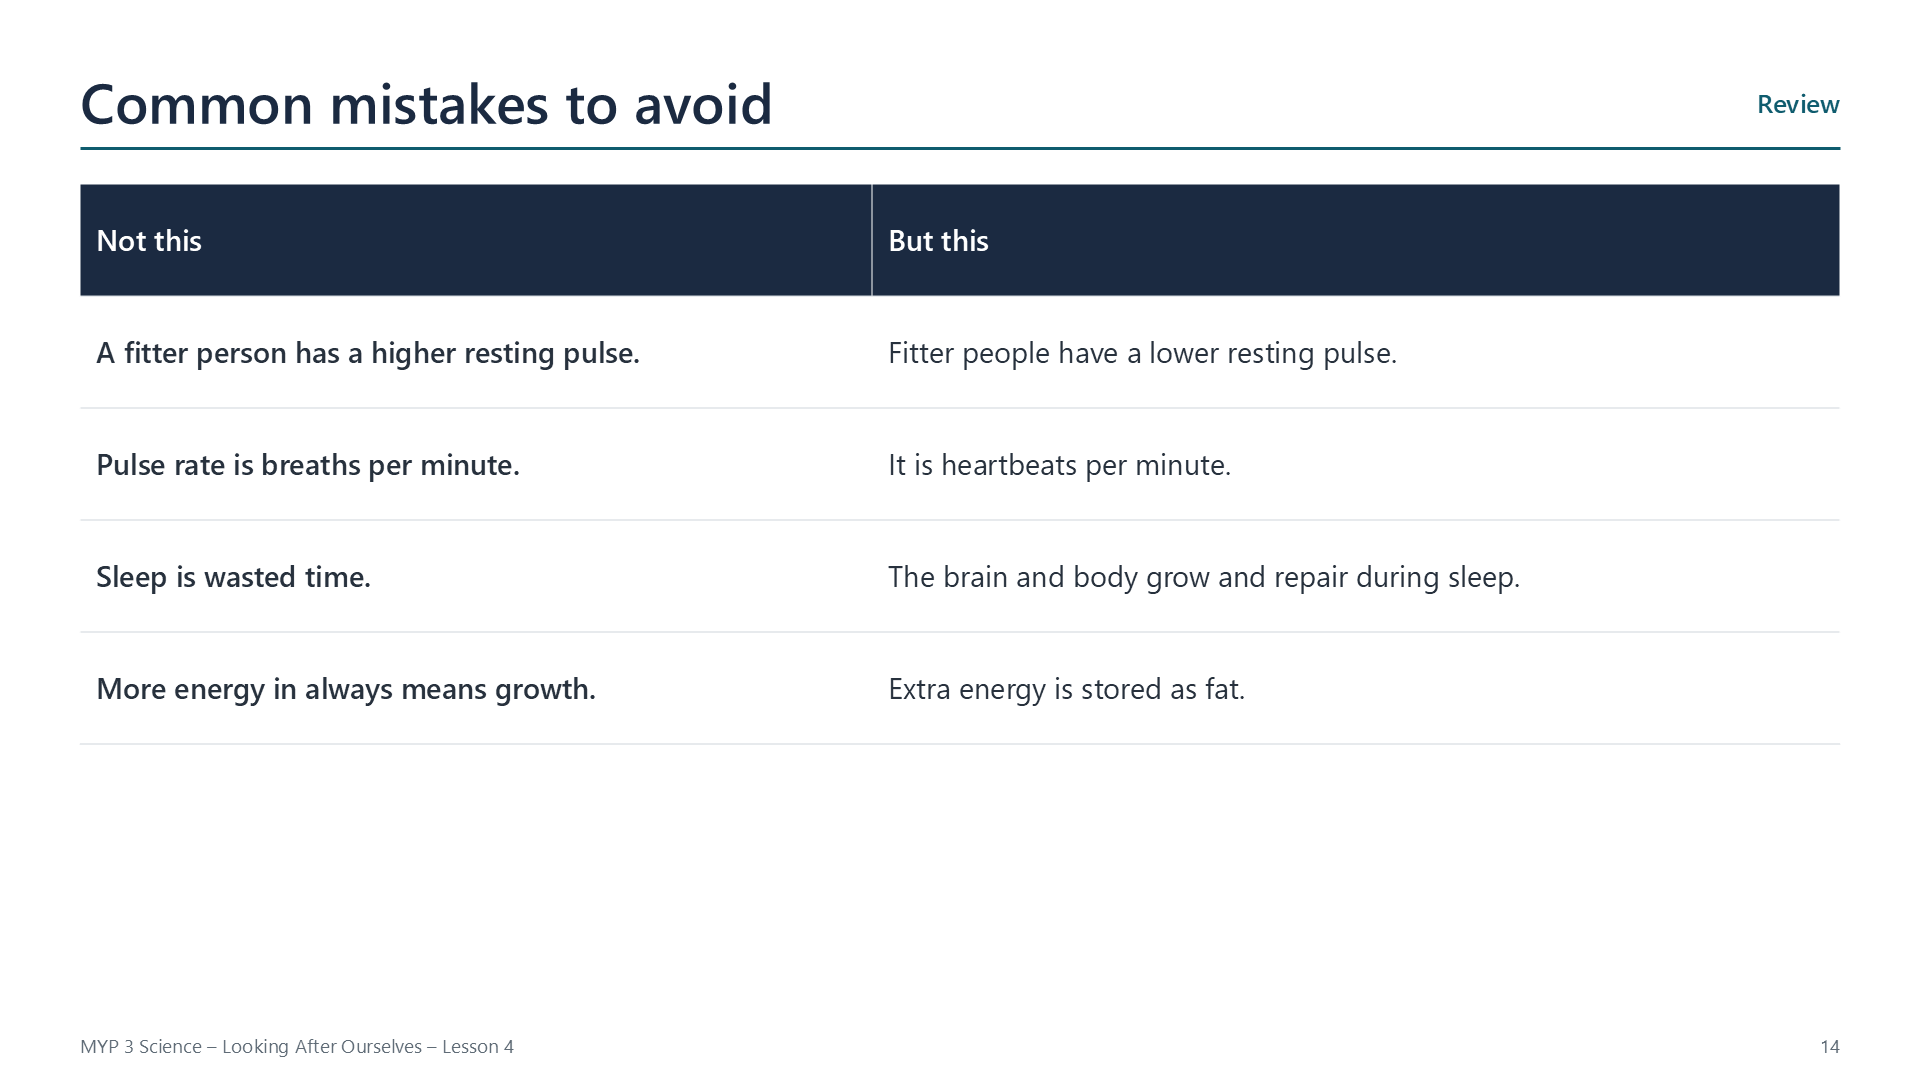 Common mistakes to avoid
Review
Not this
But this
A fitter person has a higher resting pulse.
Fitter people have a lower resting pulse.
Pulse rate is breaths per minute.
It is heartbeats per minute.
Sleep is wasted time.
The brain and body grow and repair during sleep.
More energy in always means growth.
Extra energy is stored as fat.
MYP 3 Science – Looking After Ourselves – Lesson 4
14